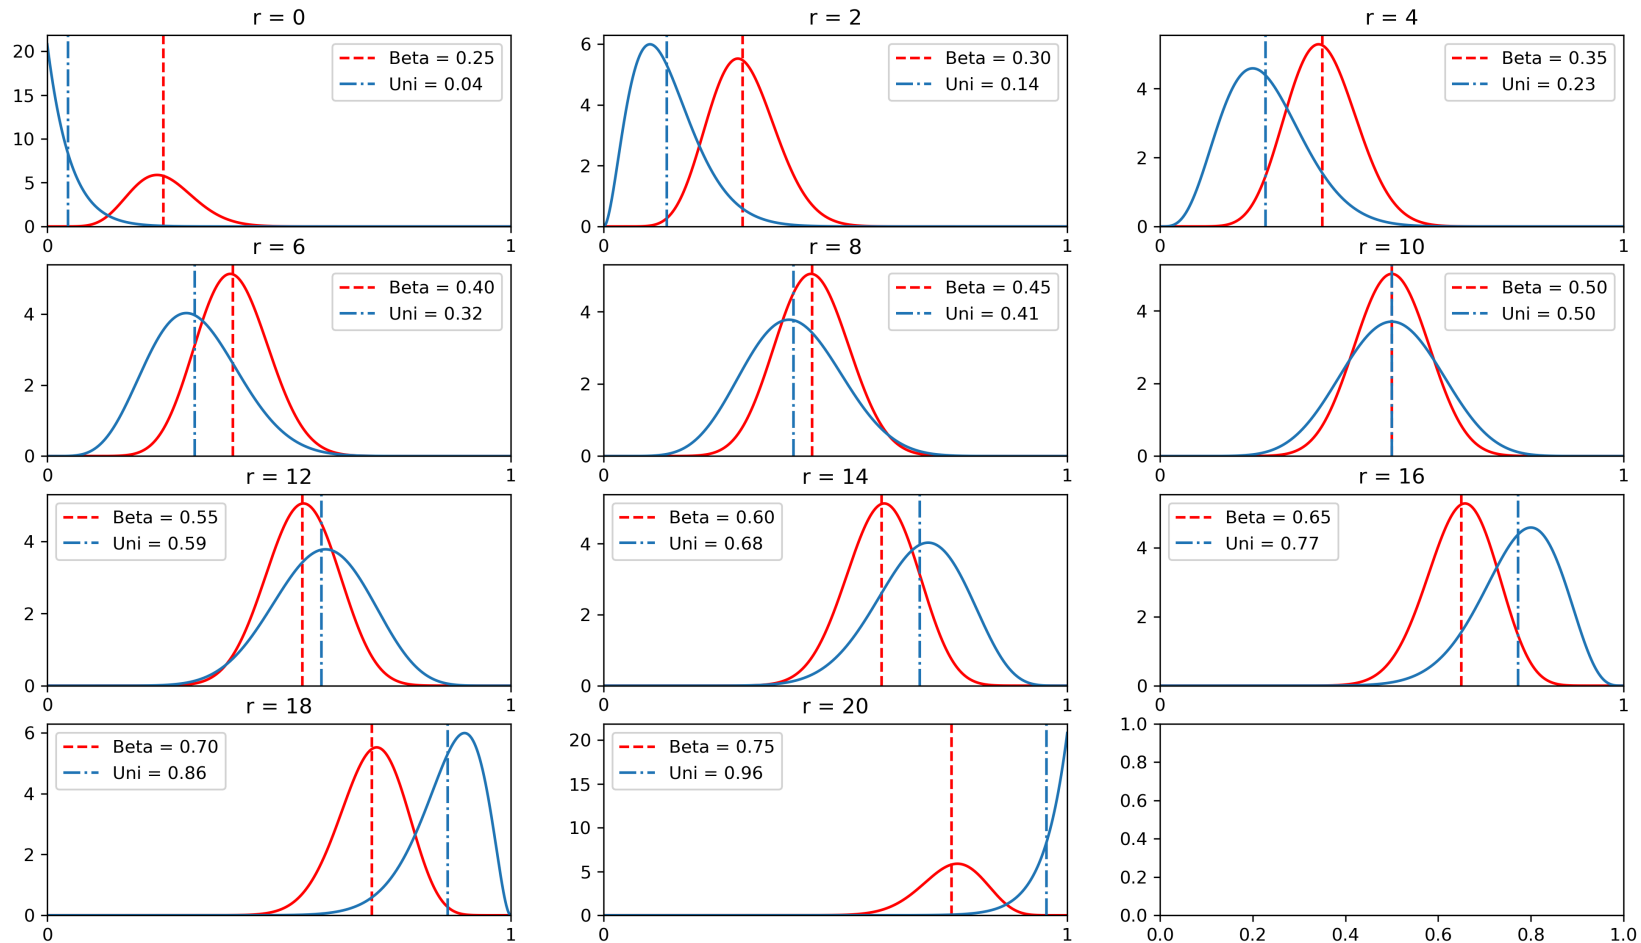 r = 0
Beta = 0.25
Uni = 0.04
20
15
10
5
0
0
1
r = 2
Beta = 0.30
Uni = 0.14
6
4
2
0
0
1
r = 4
Beta = 0.35
Uni = 0.23
4
2
0
0
1
r = 6
Beta = 0.40
Uni = 0.32
4
2
0
0
1
r = 8
Beta = 0.45
Uni = 0.41
4
2
0
0
1
r = 10
Beta = 0.50
Uni = 0.50
4
2
0
0
1
r = 12
Beta = 0.55
Uni = 0.59
4
2
0
0
1
r = 14
Beta = 0.60
Uni = 0.68
4
2
0
0
1
r = 16
Beta = 0.65
Uni = 0.77
4
2
0
0
1
r = 18
Beta = 0.70
Uni = 0.86
6
4
2
0
0
1
r = 20
Beta = 0.75
Uni = 0.96
20
15
10
5
0
0
1
1.0
0.8
0.6
0.4
0.2
0.0
0.0 0.2 0.4 0.6 0.8 1.0